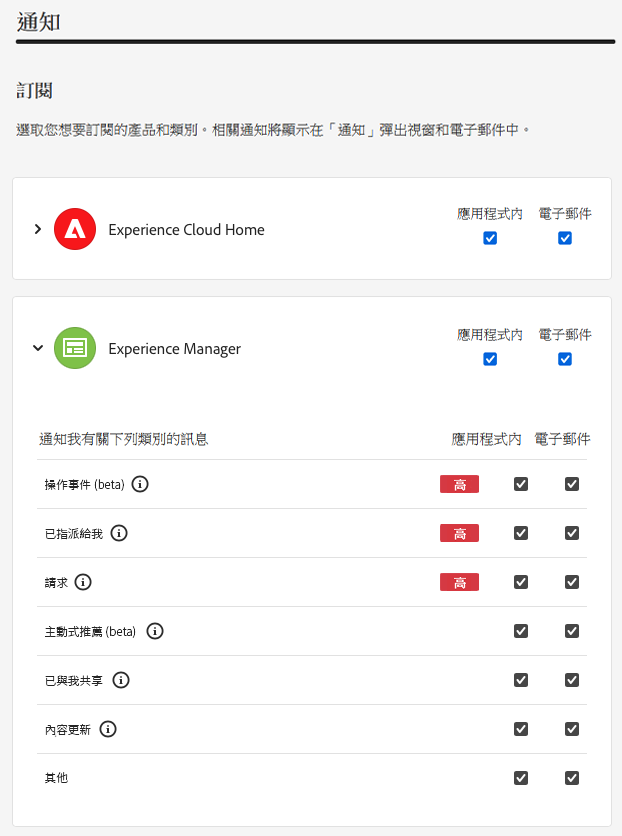 通知
訂閱
選取您想要訂閱的產品和類別。相關通知將顯示在「通知」彈出視窗和電子郵件中。
應用程式內 電子郵件
Experience Cloud Home
應用程式內 電子郵件
Experience Manager
通知我有關下列類別的訊息 應用程式內 電子郵件
操作事件 (beta) 高
已指派給我 高
請求 高
主動式推薦 (beta)
已與我共享
內容更新
其他